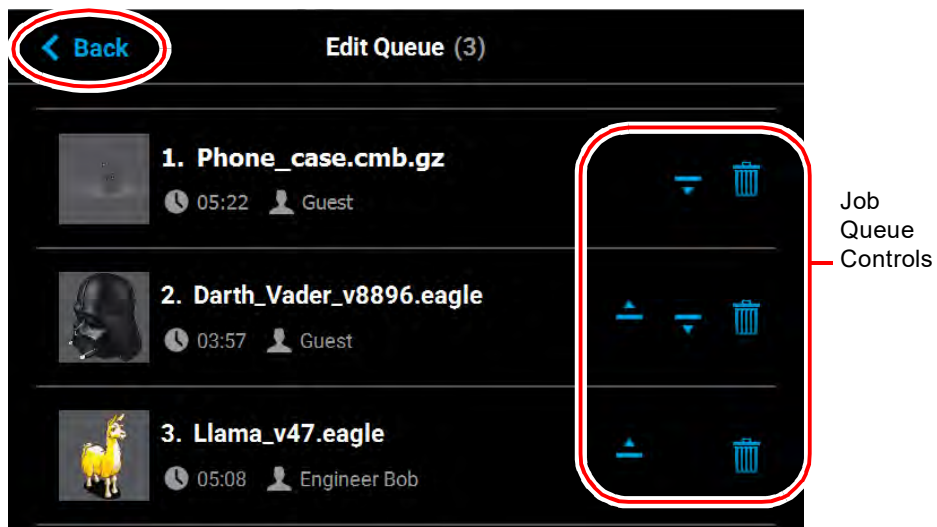 Back
Edit Queue (3)
1. Phone_case.cmb.gz
05:22 Guest
2. Darth_Vader_v8896.eagle
03:57 Guest
3. Llama_v47.eagle
05:08 Engineer Bob
Job
Queue
Controls